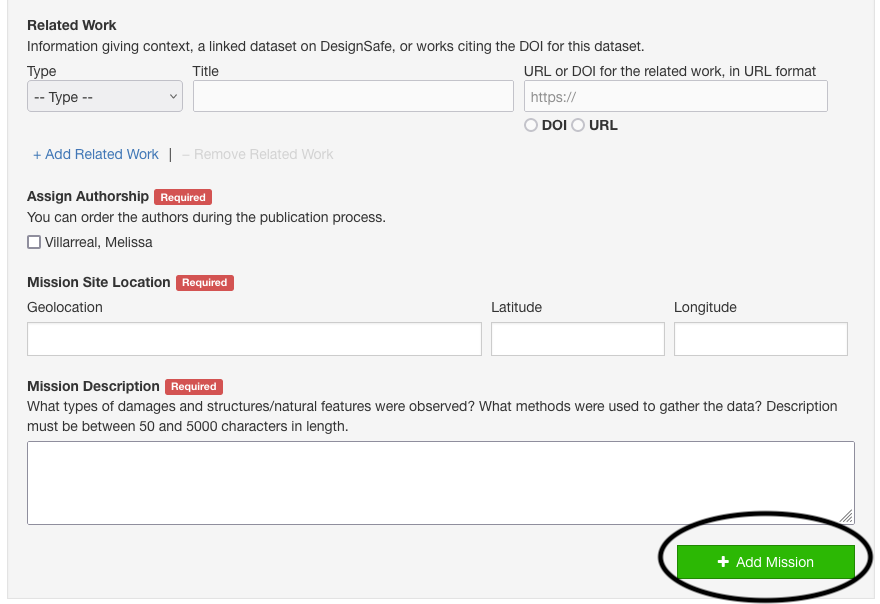 Related Work
Information giving context, a linked dataset on DesignSafe, or works citing the DOI for this dataset.
Type Title URL or DOI for the related work, in URL format
-- Type -- https://
DOI URL
+ Add Related Work | – Remove Related Work
Assign Authorship Required
You can order the authors during the publication process.
Villarreal, Melissa
Mission Site Location Required
Geolocation Latitude Longitude
Mission Description Required
What types of damages and structures/natural features were observed? What methods were used to gather the data? Description
must be between 50 and 5000 characters in length.
+ Add Mission